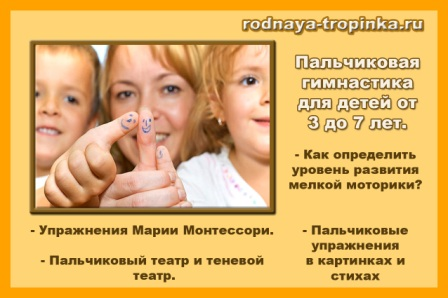 rodnaya-tropinka.ru
Пальчиковая
гимнастика
для детей от
3 до 7 лет.
- Как определить
уровень развития
мелкой моторики?
- Упражнения Марии Монтессори.
- Пальчиковый театр и теневой
театр.
- Пальчиковые
упражнения
в картинках и
стихах